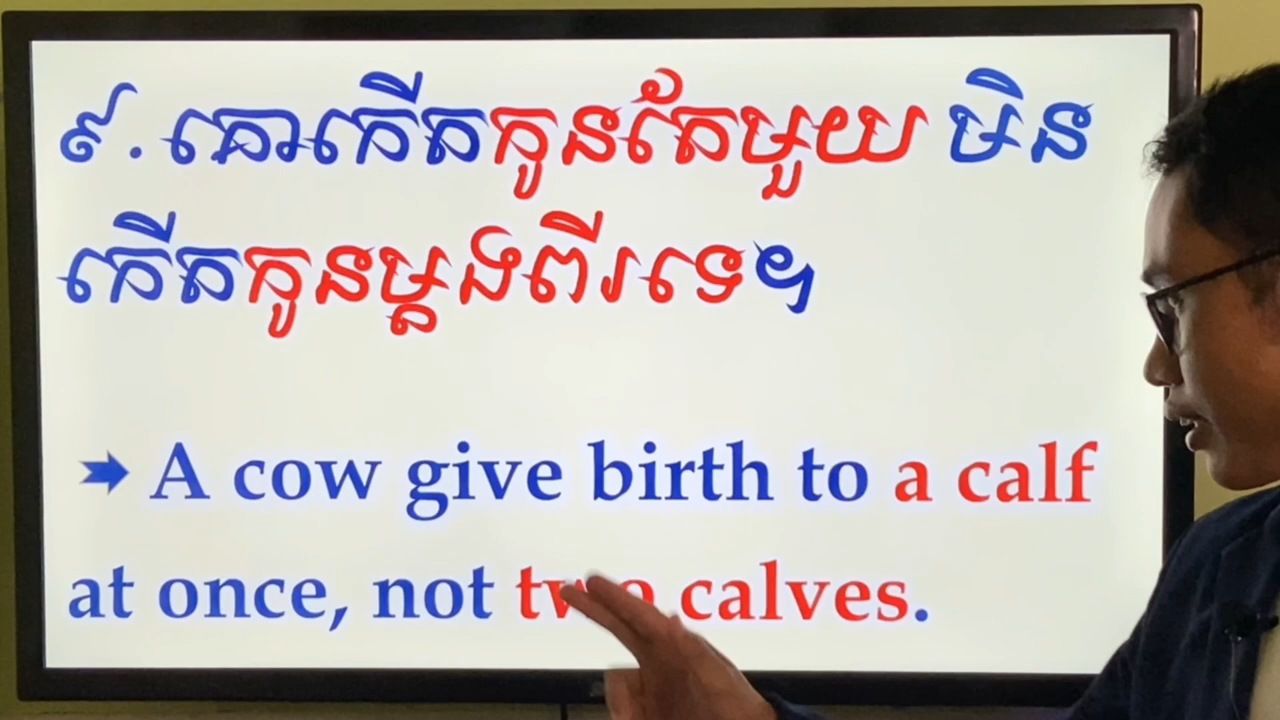 ៩. គោកើតកូនតែមួយ មិន
កើតកូនម្ដងពីរទេ។
A cow give birth to a calf
at once, not two calves.